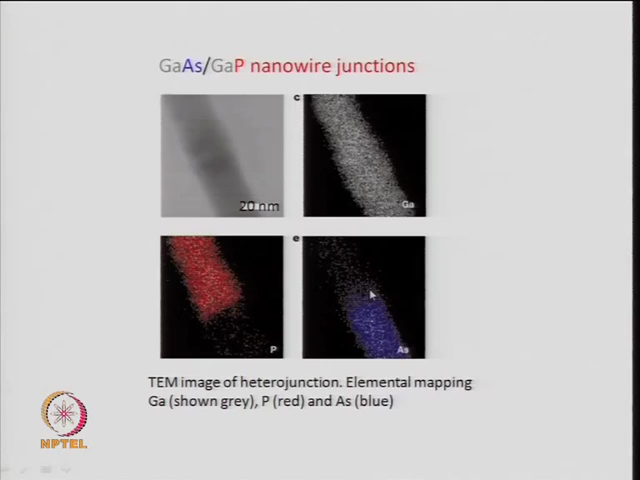 GaAs/GaP nanowire junctions
c
20 nm
Ga
e
P
As
TEM image of heterojunction. Elemental mapping
Ga (shown grey), P (red) and As (blue)
NPTEL